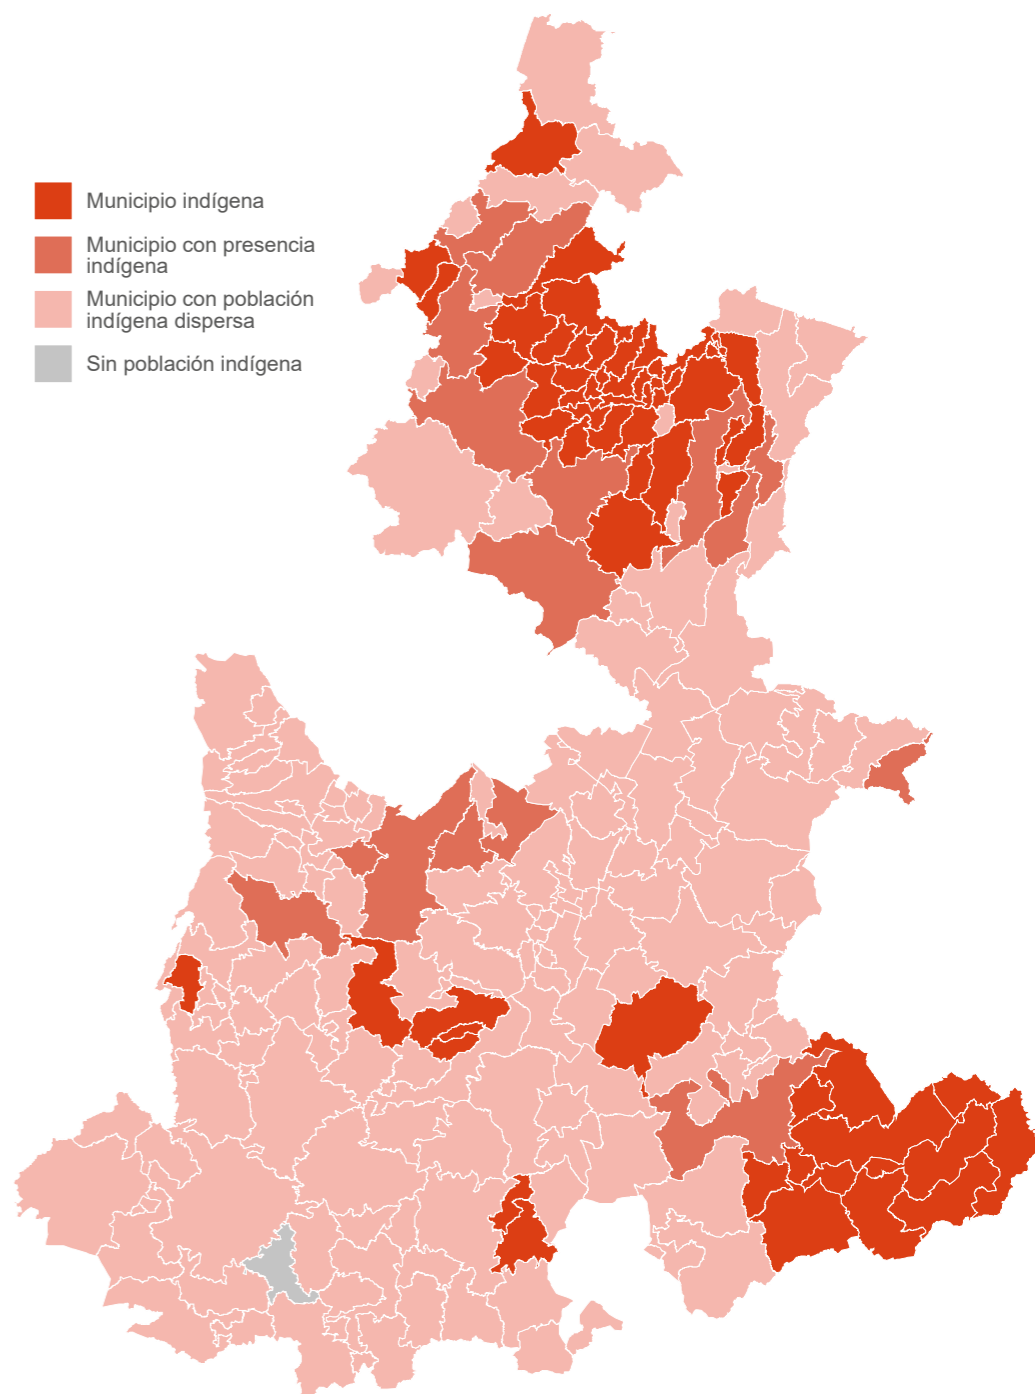 Municipio indígena
Municipio con presencia
indígena
Municipio con población
indígena dispersa
Sin población indígena